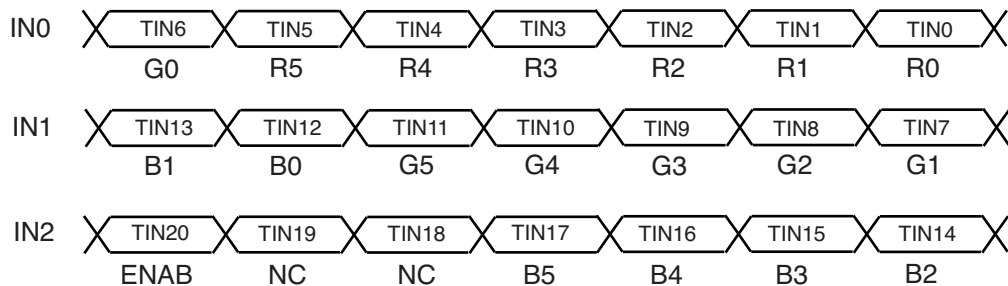 IN0 TIN6 TIN5 TIN4 TIN3 TIN2 TIN1 TIN0
G0 R5 R4 R3 R2 R1 R0
IN1 TIN13 TIN12 TIN11 TIN10 TIN9 TIN8 TIN7
B1 B0 G5 G4 G3 G2 G1
IN2 TIN20 TIN19 TIN18 TIN17 TIN16 TIN15 TIN14
ENAB NC NC B5 B4 B3 B2